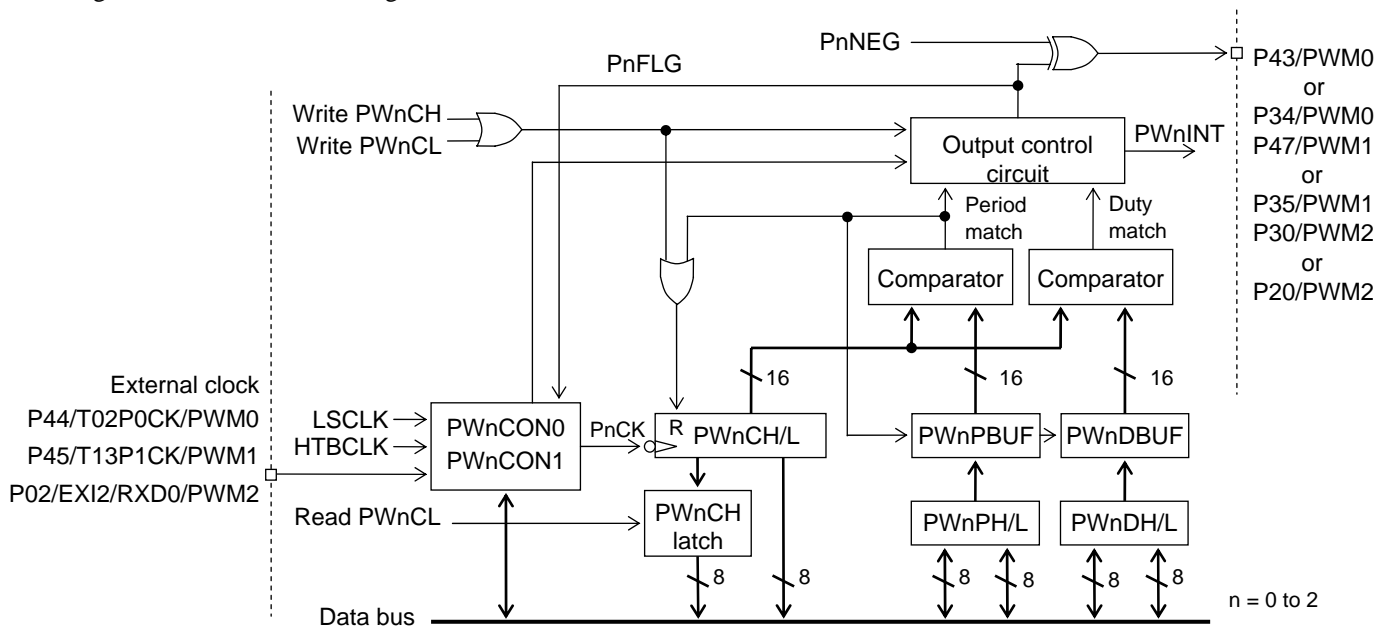 PnNEG
PnFLG
P43/PWM0
or
P34/PWM0
P47/PWM1
or
P35/PWM1
P30/PWM2
or
P20/PWM2
Write PWnCH
Write PWnCL
Output control
circuit
PWnINT
Period
match
Duty
match
Comparator
Comparator
16
16
16
External clock
P44/T02P0CK/PWM0
P45/T13P1CK/PWM1
P02/EXI2/RXD0/PWM2
LSCLK
HTBCLK
PWnCON0
PWnCON1
PnCK
R
PWnCH/L
PWnPBUF
PWnDBUF
Read PWnCL
PWnCH
latch
PWnPH/L
PWnDH/L
8
8
8
8
8
8
Data bus
n = 0 to 2